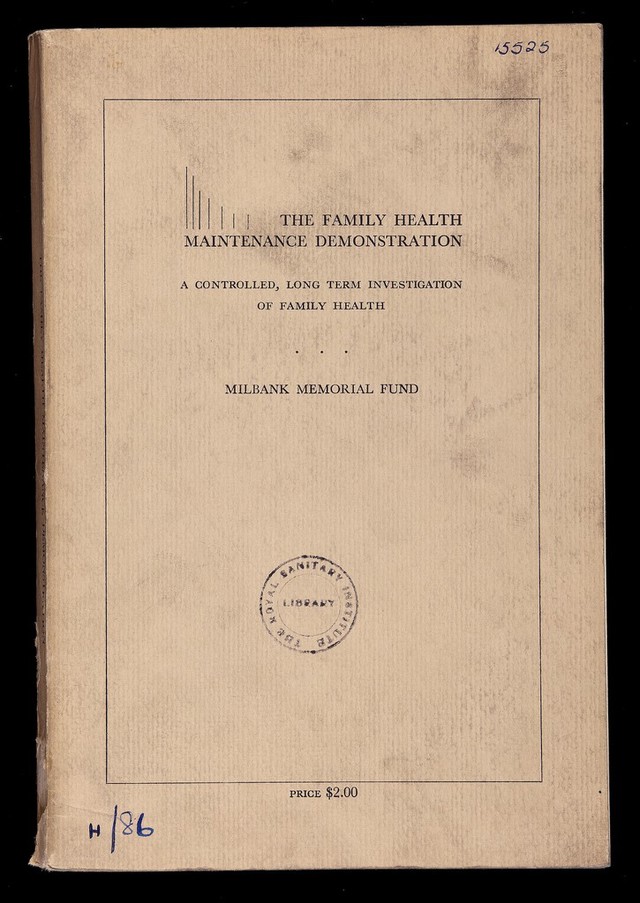 15525
THE FAMILY HEALTH
MAINTENANCE DEMONSTRATION
A CONTROLLED, LONG TERM INVESTIGATION
OF FAMILY HEALTH
. . .
MILBANK MEMORIAL FUND
THE ROYAL SANITARY INSTITUTE
LIBRARY
PRICE $2.00
H/86